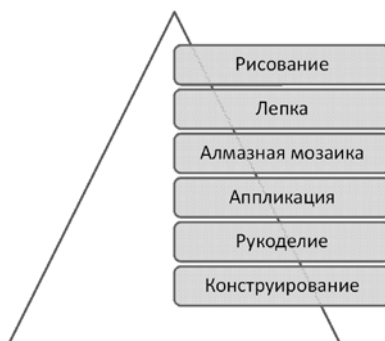 Рисование
Лепка
Алмазная мозаика
Аппликация
Рукоделие
Конструирование